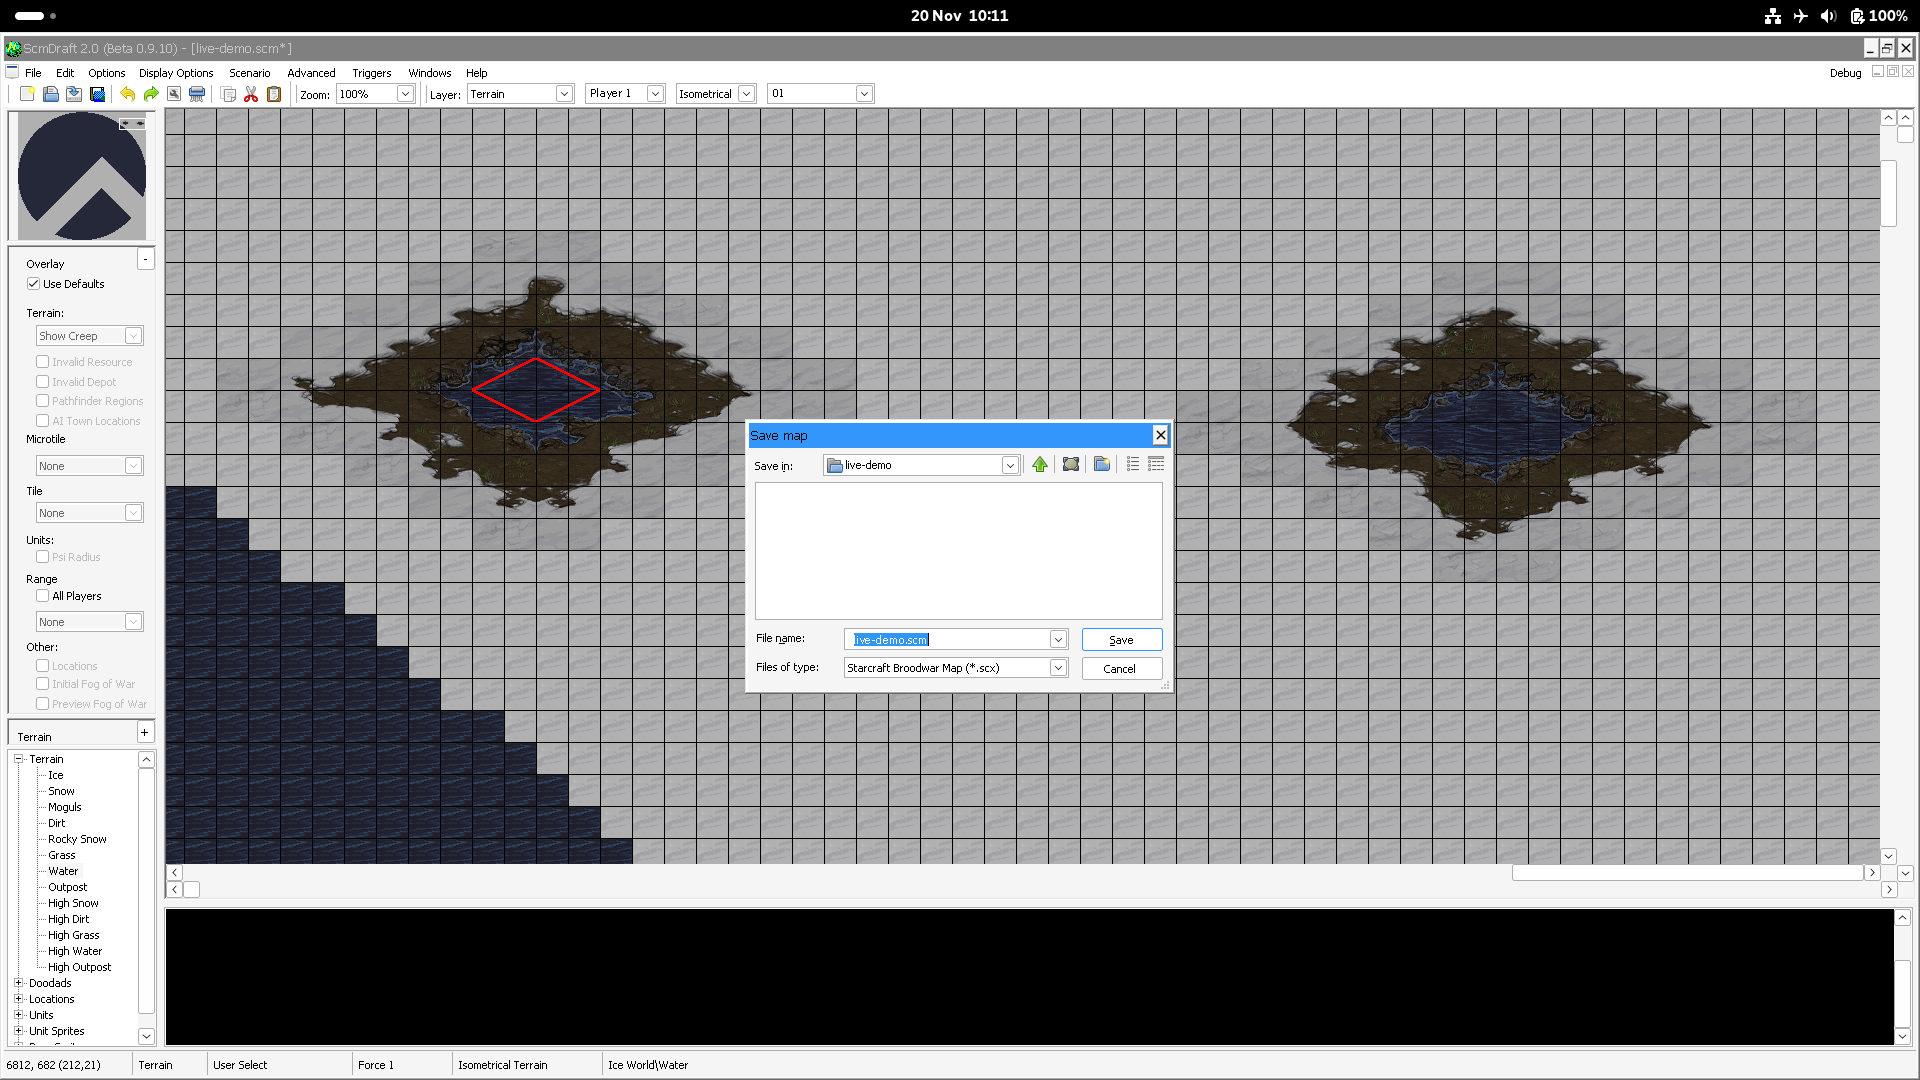 20 Nov 10:11
100%
ScmDraft 2.0 (Beta 0.9.10) - [live-demo.scm*]
File Edit Options Display Options Scenario Advanced Triggers Windows Help Debug
Zoom: 100% Layer: Terrain Player 1 Isometrical 01
Overlay -
Use Defaults
Terrain:
Show Creep
Invalid Resource
Invalid Depot
Pathfinder Regions
AI Town Locations
Microtile
None
Tile
None
Units:
Psi Radius
Range
All Players
None
Other:
Locations
Initial Fog of War
Preview Fog of War
Terrain +
Terrain
Ice
Snow
Moguls
Dirt
Rocky Snow
Grass
Water
Outpost
High Snow
High Dirt
High Grass
High Water
High Outpost
Doodads
Locations
Units
Unit Sprites
Save map
Save in: live-demo
File name: live-demo.scm Save
Files of type: Starcraft Broodwar Map (*.scx) Cancel
6812, 682 (212,21) Terrain User Select Force 1 Isometrical Terrain Ice World\Water